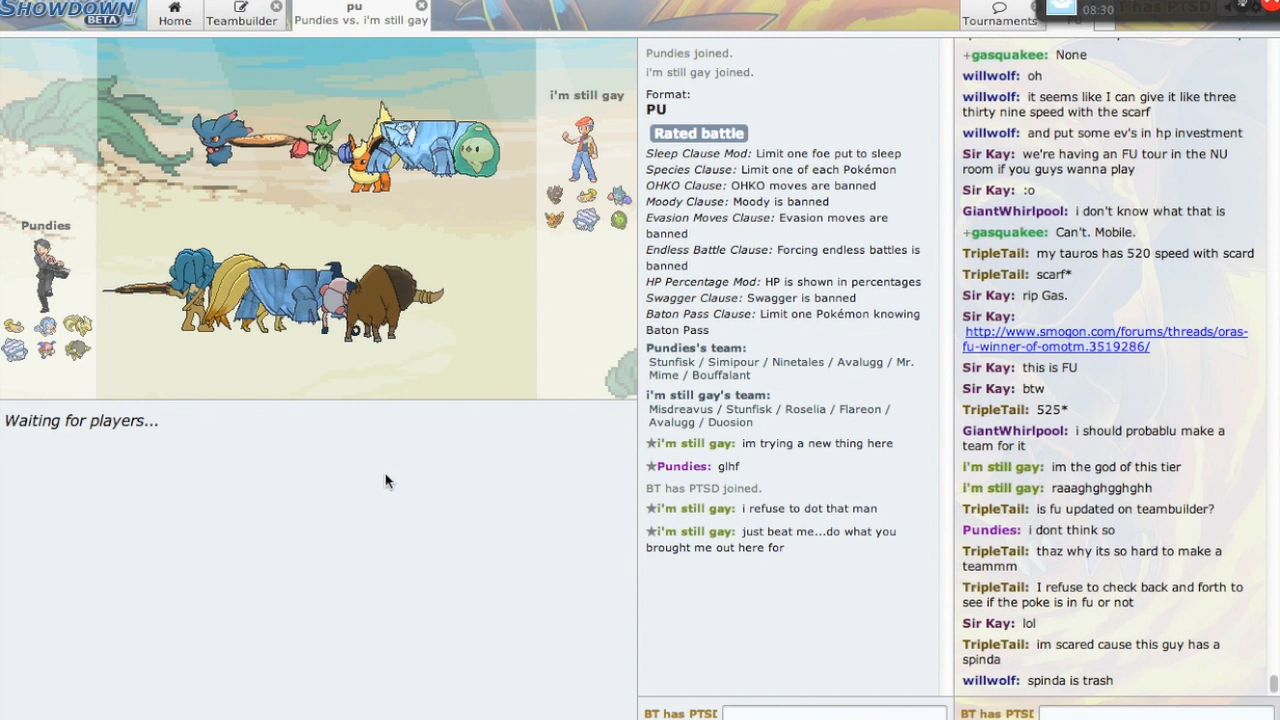 SHOWDOWN
BETA
Home
Teambuilder
pu
Pundies vs. i'm still gay
Tournaments
08:30
has PTSD
i'm still gay
Pundies
Waiting for players...
Pundies joined.
i'm still gay joined.
Format:
PU
Rated battle
Sleep Clause Mod: Limit one foe put to sleep
Species Clause: Limit one of each Pokémon
OHKO Clause: OHKO moves are banned
Moody Clause: Moody is banned
Evasion Moves Clause: Evasion moves are
banned
Endless Battle Clause: Forcing endless battles is
banned
HP Percentage Mod: HP is shown in percentages
Swagger Clause: Swagger is banned
Baton Pass Clause: Limit one Pokémon knowing
Baton Pass
Pundies's team:
Stunfisk / Simipour / Ninetales / Avalugg / Mr.
Mime / Bouffalant
i'm still gay's team:
Misdreavus / Stunfisk / Roselia / Flareon /
Avalugg / Duosion
★i'm still gay: im trying a new thing here
★Pundies: glhf
BT has PTSD joined.
★i'm still gay: i refuse to dot that man
★i'm still gay: just beat me...do what you
brought me out here for
BT has PTSD
+gasquakee: None
willwolf: oh
willwolf: it seems like I can give it like three
thirty nine speed with the scarf
willwolf: and put some ev's in hp investment
Sir Kay: we're having an FU tour in the NU
room if you guys wanna play
Sir Kay: :o
GiantWhirlpool: i don't know what that is
+gasquakee: Can't. Mobile.
TripleTail: my tauros has 520 speed with scard
TripleTail: scarf*
Sir Kay: rip Gas.
Sir Kay:
http://www.smogon.com/forums/threads/oras-
fu-winner-of-omotm.3519286/
Sir Kay: this is FU
Sir Kay: btw
TripleTail: 525*
GiantWhirlpool: i should probablu make a
team for it
i'm still gay: im the god of this tier
i'm still gay: raaaghghgghghh
TripleTail: is fu updated on teambuilder?
Pundies: i dont think so
TripleTail: thaz why its so hard to make a
teammm
TripleTail: I refuse to check back and forth to
see if the poke is in fu or not
Sir Kay: lol
TripleTail: im scared cause this guy has a
spinda
willwolf: spinda is trash
BT has PTSD